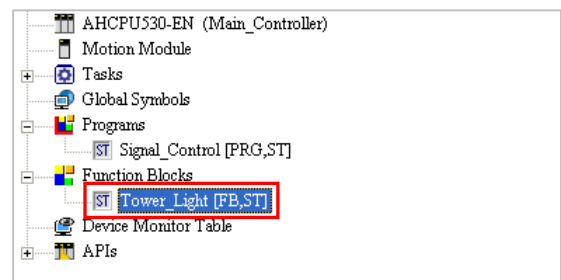 AHCPU530-EN (Main_Controller)
Motion Module
Tasks
Global Symbols
Programs
ST Signal_Control [PRG,ST]
Function Blocks
ST Tower_Light [FB,ST]
Device Monitor Table
APIs